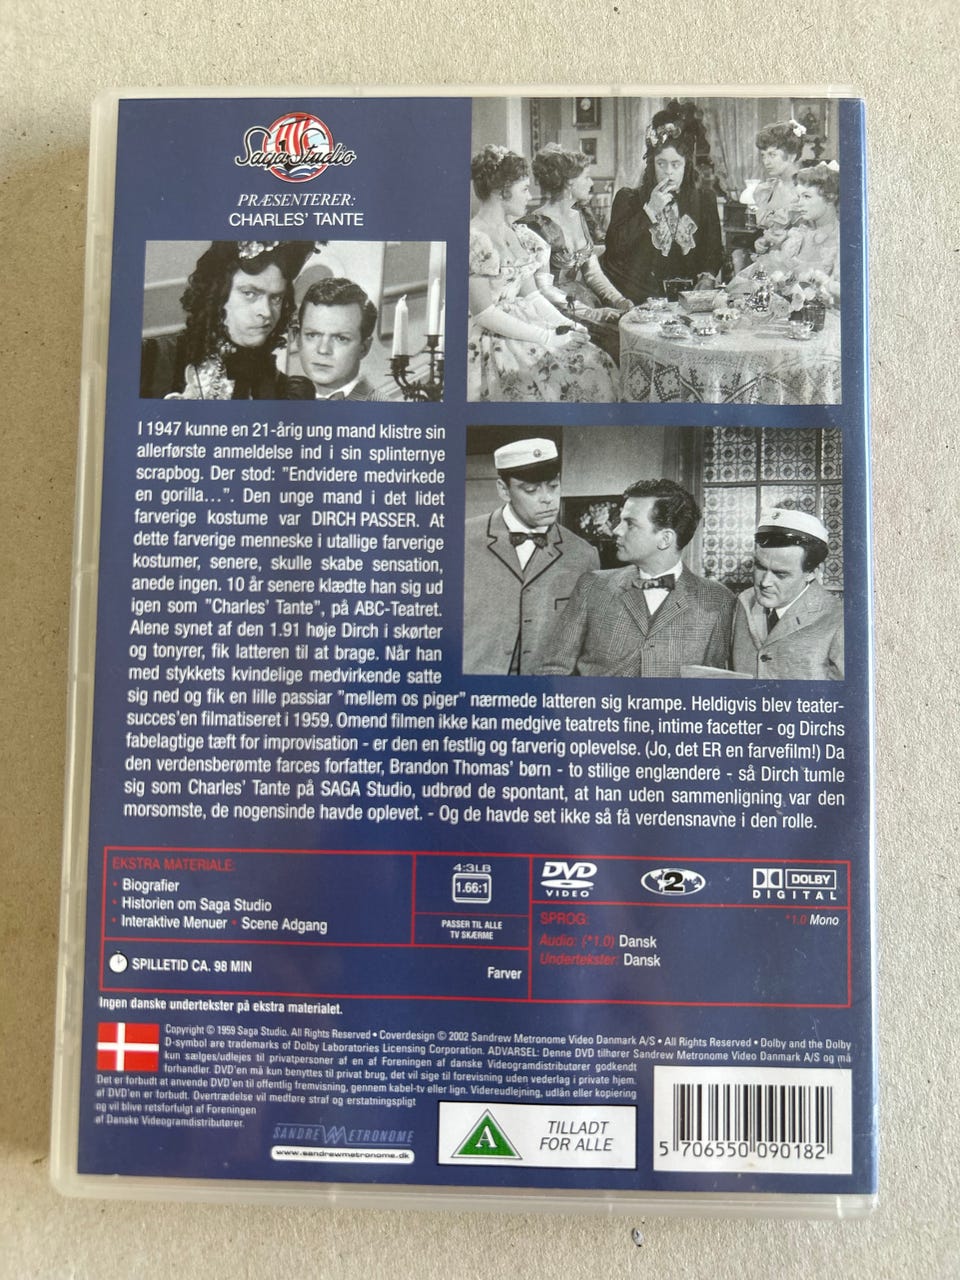 Saga Studio
PRÆSENTERER:
CHARLES' TANTE
I 1947 kunne en 21-årig ung mand klistre sin
allerførste anmeldelse ind i sin splinternye
scrapbog. Der stod: "Endvidere medvirkede
en gorilla...". Den unge mand i det lidet
farverige kostume var DIRCH PASSER. At
dette farverige menneske i utallige farverige
kostumer, senere, skulle skabe sensation,
anede ingen. 10 år senere klædte han sig ud
igen som "Charles' Tante", på ABC-Teatret.
Alene synet af den 1.91 høje Dirch i skørter
og tonyrer, fik latteren til at brage. Når han
med stykkets kvindelige medvirkende satte
sig ned og fik en lille passiar "mellem os piger" nærmede latteren sig krampe. Heldigvis blev teater-
succes'en filmatiseret i 1959. Omend filmen ikke kan medgive teatrets fine, intime facetter - og Dirchs
fabelagtige tæft for improvisation - er den en festlig og farverig oplevelse. (Jo, det ER en farvefilm!) Da
den verdensberømte farces forfatter, Brandon Thomas' børn - to stilige englændere - så Dirch tumle
sig som Charles' Tante på SAGA Studio, udbrød de spontant, at han uden sammenligning var den
morsomste, de nogensinde havde oplevet. - Og de havde set ikke så få verdensnavne i den rolle.
EKSTRA MATERIALE:
• Biografier
• Historien om Saga Studio
• Interaktive Menuer • Scene Adgang
SPILLETID CA. 98 MIN
Farver
4:3LB
1.66:1
PASSER TIL ALLE
TV SKÆRME
DVD
VIDEO
2
DOLBY
DIGITAL
SPROG:
*1.0 Mono
Audio: (*1.0) Dansk
Undertekster: Dansk
Ingen danske undertekster på ekstra materialet.
Copyright © 1959 Saga Studio. All Rights Reserved • Coverdesign © 2002 Sandrew Metronome Video Danmark A/S • All Rights Reserved • Dolby and the Dolby
D-symbol are trademarks of Dolby Laboratories Licensing Corporation. ADVARSEL: Denne DVD tilhører Sandrew Metronome Video Danmark A/S og må
kun sælges/udlejes til privatpersoner af en af Foreningen af danske Videogramdistributører godkendt
forhandler. DVD'en må kun benyttes til privat brug, det vil sige til forevisning uden vederlag i private hjem.
Det er forbudt at anvende DVD'en til offentlig fremvisning, gennem kabel-tv eller lign. Videreudlejning, udlån eller kopiering
af DVD'en er forbudt. Overtrædelse vil medføre straf og erstatningspligt
og vil blive retsforfulgt af Foreningen
af Danske Videogramdistributører.
SANDREW METRONOME
www.sandrewmetronome.dk
A
TILLADT
FOR ALLE
5 706550 090182